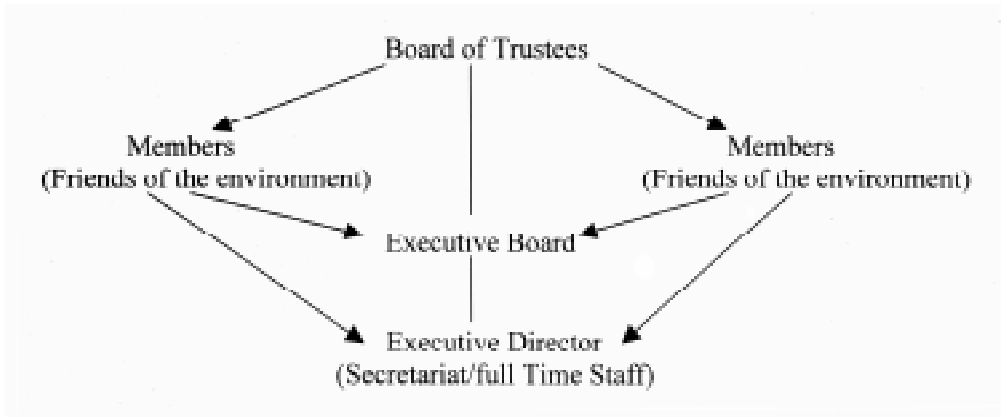 Board of Trustees
Members
(Friends of the environment)
Members
(Friends of the environment)
Executive Board
Executive Director
(Secretariat/full Time Staff)